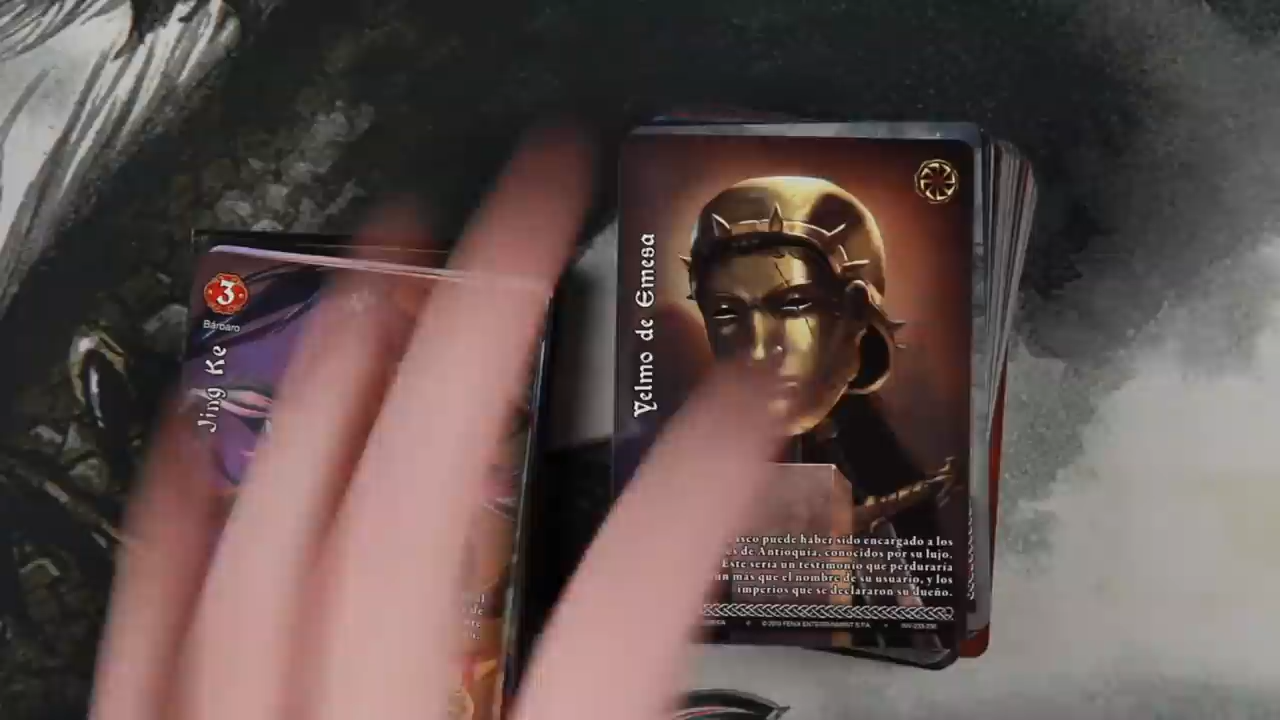 3
Bárbaro
Jing Ke
Yelmo de Emesa
puede haber sido encargado a los
de Antioquía, conocidos por su lujo.
Este sería un testimonio que perduraría
más que el nombre de su usuario, y los
imperios que se declararon su dueño.
© 2019 FENIX ENTERTAINMENT S.P.A.
de